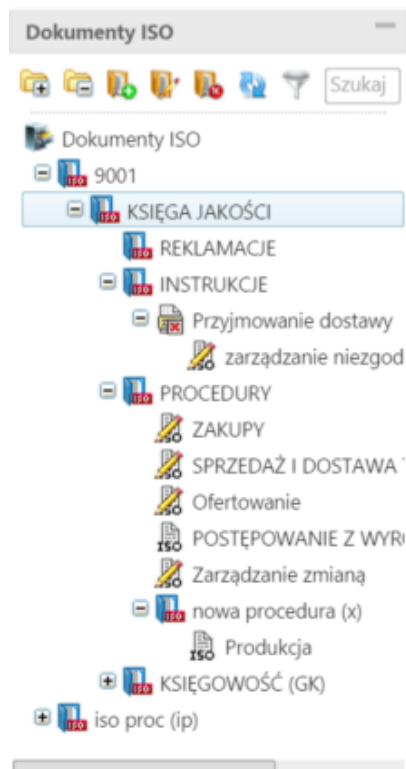 Dokumenty ISO
Szukaj
Dokumenty ISO
9001
KSIĘGA JAKOŚCI
REKLAMACJE
INSTRUKCJE
Przyjmowanie dostawy
zarządzanie niezgod
PROCEDURY
ZAKUPY
SPRZEDAŻ I DOSTAWA
Ofertowanie
POSTĘPOWANIE Z WYR
Zarządzanie zmianą
nowa procedura (x)
Produkcja
KSIĘGOWOŚĆ (GK)
iso proc (ip)